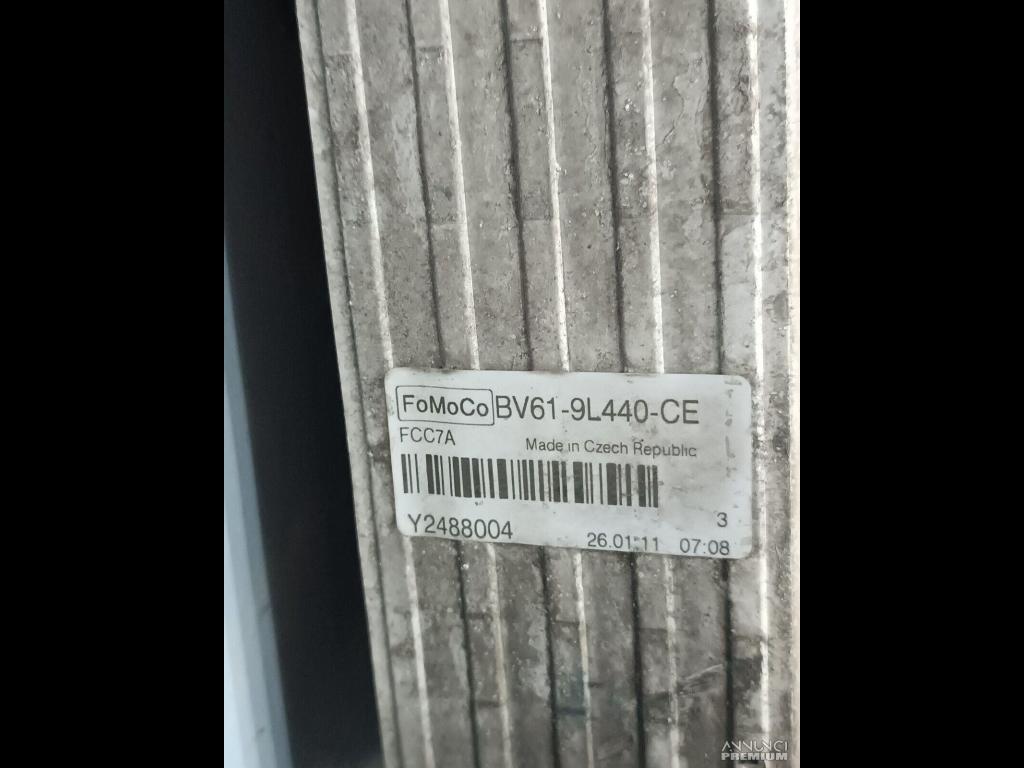 FoMoCo BV61-9L440-CE
FCC7A
Made in Czech Republic
Y2488004
3
26.01.11 07:08
ANNUNCI
PREMIUM